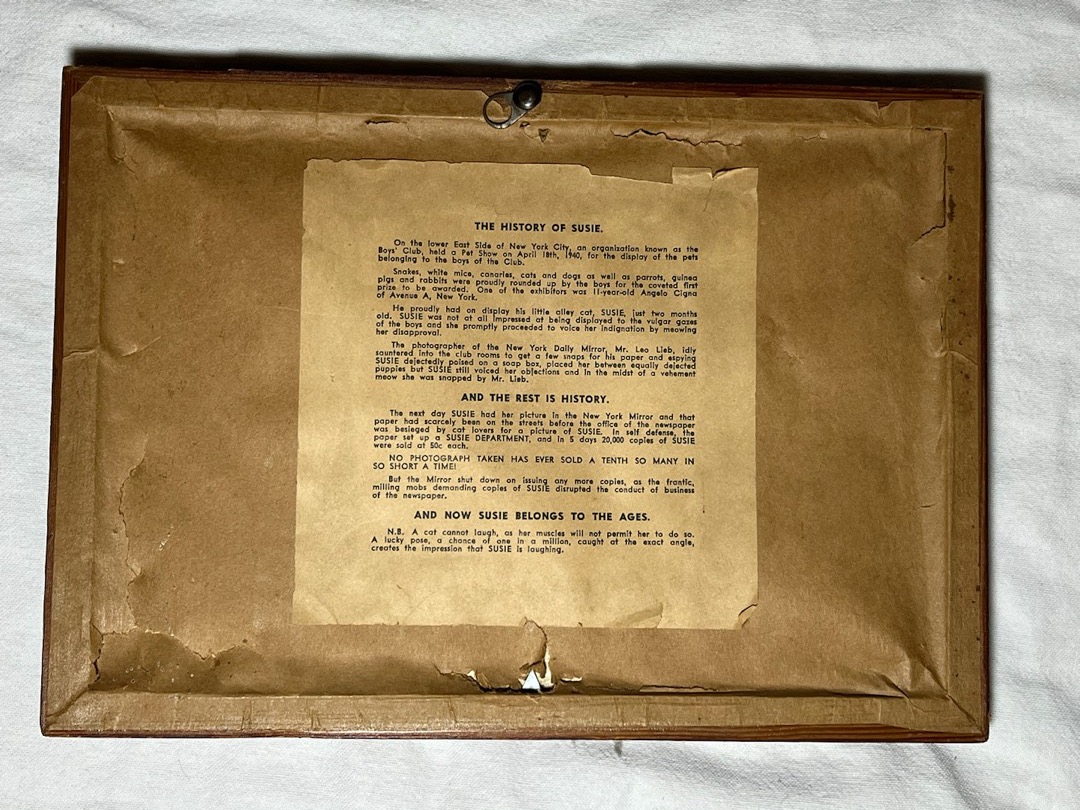 THE HISTORY OF SUSIE.
On the lower East Side of New York City, an organization known as the
Boys' Club, held a Pet Show on April 18th, 1940, for the display of the pets
belonging to the boys of the Club.
Snakes, white mice, canaries, cats and dogs as well as parrots, guinea
pigs and rabbits were proudly rounded up by the boys for the coveted first
prize to be awarded. One of the exhibitors was 11-year-old Angelo Cigna
of Avenue A, New York.
He proudly had on display his little alley cat, SUSIE, just two months
old. SUSIE was not at all impressed at being displayed to the vulgar gazes
of the boys and she promptly proceeded to voice her indignation by meowing
her disapproval.
The photographer of the New York Daily Mirror, Mr. Leo Lieb, idly
sauntered into the club rooms to get a few snaps for his paper and espying
SUSIE dejectedly poised on a soap box, placed her between equally dejected
puppies but SUSIE still voiced her objections and in the midst of a vehement
meow she was snapped by Mr. Lieb.
AND THE REST IS HISTORY.
The next day SUSIE had her picture in the New York Mirror and that
paper had scarcely been on the streets before the office of the newspaper
was besieged by cat lovers for a picture of SUSIE. In self defense, the
paper set up a SUSIE DEPARTMENT, and in 5 days 20,000 copies of SUSIE
were sold at 50c each.
NO PHOTOGRAPH TAKEN HAS EVER SOLD A TENTH SO MANY IN
SO SHORT A TIME!
But the Mirror shut down on issuing any more copies, as the frantic,
milling mobs demanding copies of SUSIE disrupted the conduct of business
of the newspaper.
AND NOW SUSIE BELONGS TO THE AGES.
N.B. A cat cannot laugh, as her muscles will not permit her to do so.
A lucky pose, a chance of one in a million, caught at the exact angle,
creates the impression that SUSIE is laughing.